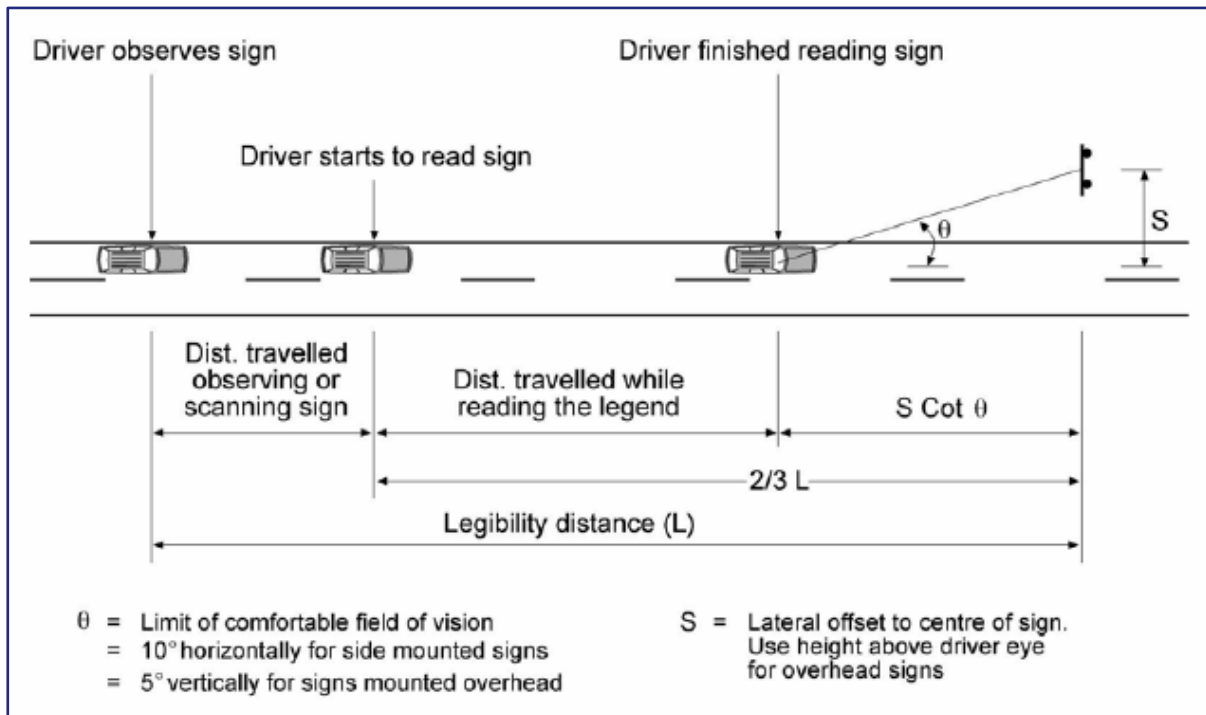 Driver observes sign
Driver finished reading sign
Driver starts to read sign
θ
S
Dist. travelled
observing or
scanning sign
Dist. travelled while
reading the legend
S Cot θ
2/3 L
Legibility distance (L)
θ = Limit of comfortable field of vision
= 10° horizontally for side mounted signs
= 5° vertically for signs mounted overhead
S = Lateral offset to centre of sign.
Use height above driver eye
for overhead signs